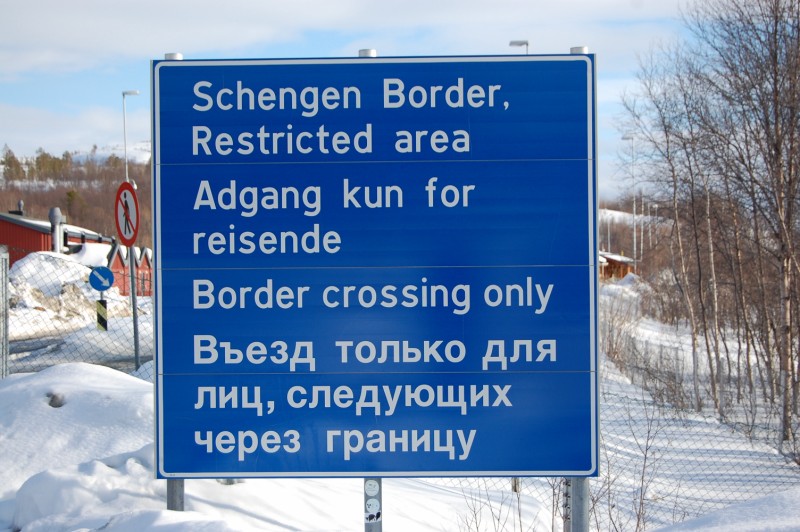 Schengen Border,
Restricted area
Adgang kun for
reisende
Border crossing only
Въезд только для
лиц, следующих
через границу